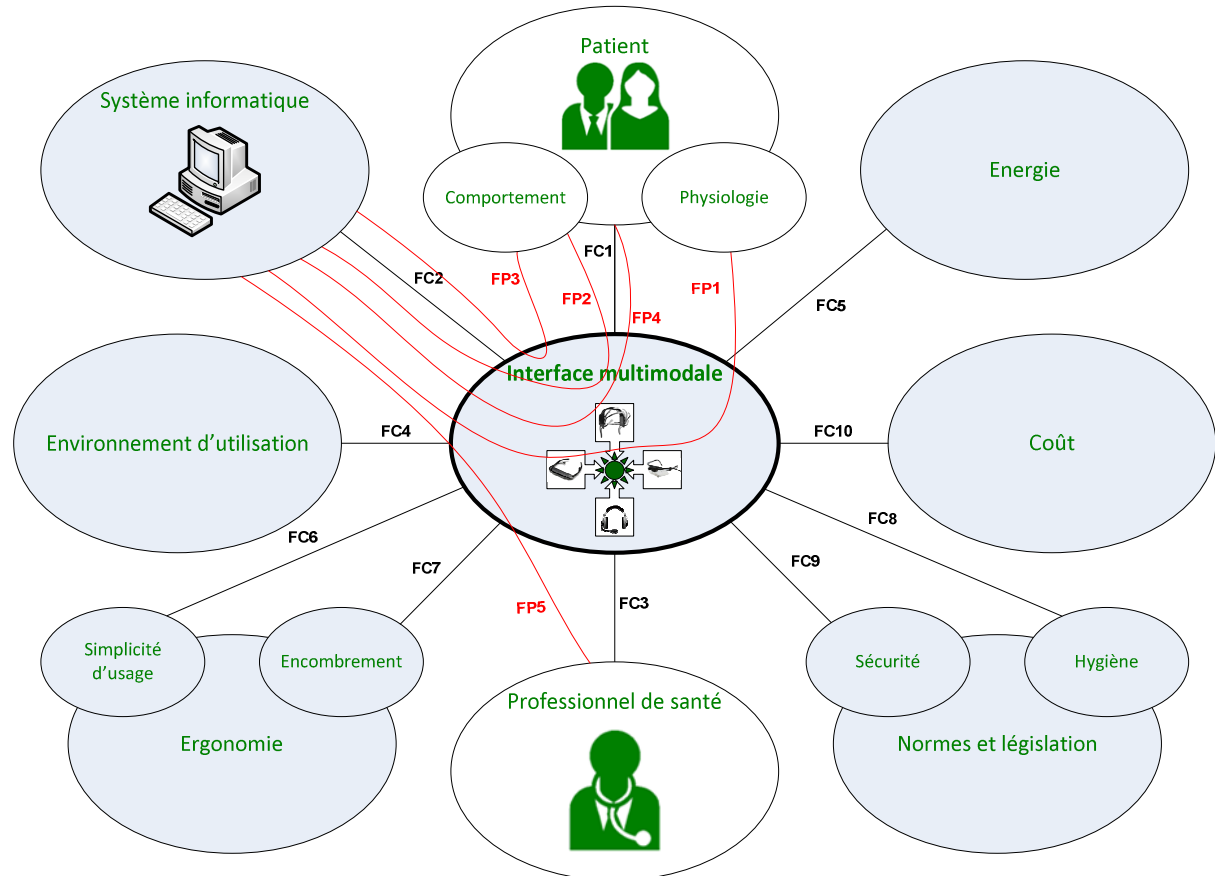 Patient
Système informatique
Energie
Comportement
Physiologie
FC1
FC2
FP3
FP2
FP1
FP4
FC5
Interface multimodale
Environnement d’utilisation
FC4
FC10
Coût
FC6
FC8
FC7
FC9
FP5
FC3
Simplicité
d’usage
Encombrement
Sécurité
Hygiène
Professionnel de santé
Ergonomie
Normes et législation